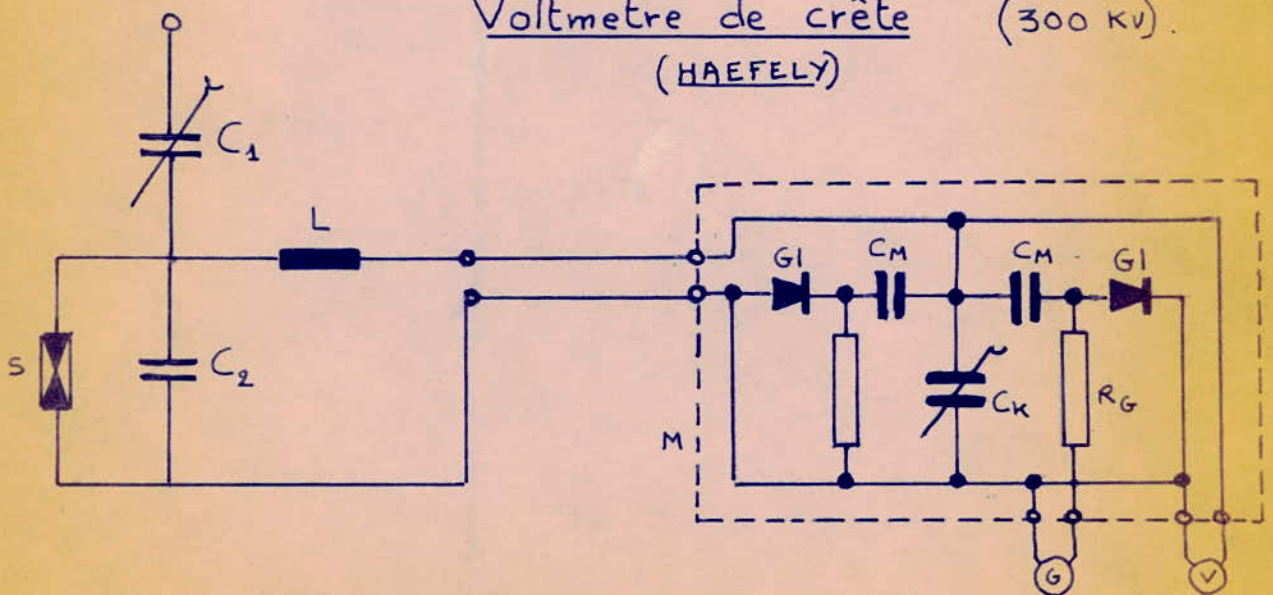 Voltmetre de crête (300 KV).
(HAEFELY)
C1
L
C2
S
M
Gl
CM
CM
Gl
CK
RG
G
V